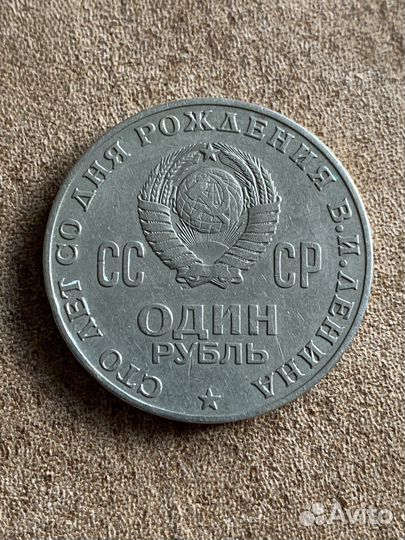 СТО ЛЕТ СО ДНЯ РОЖДЕНИЯ В.И.ЛЕНИНА
СС СР
ОДИН
РУБЛЬ
Avito